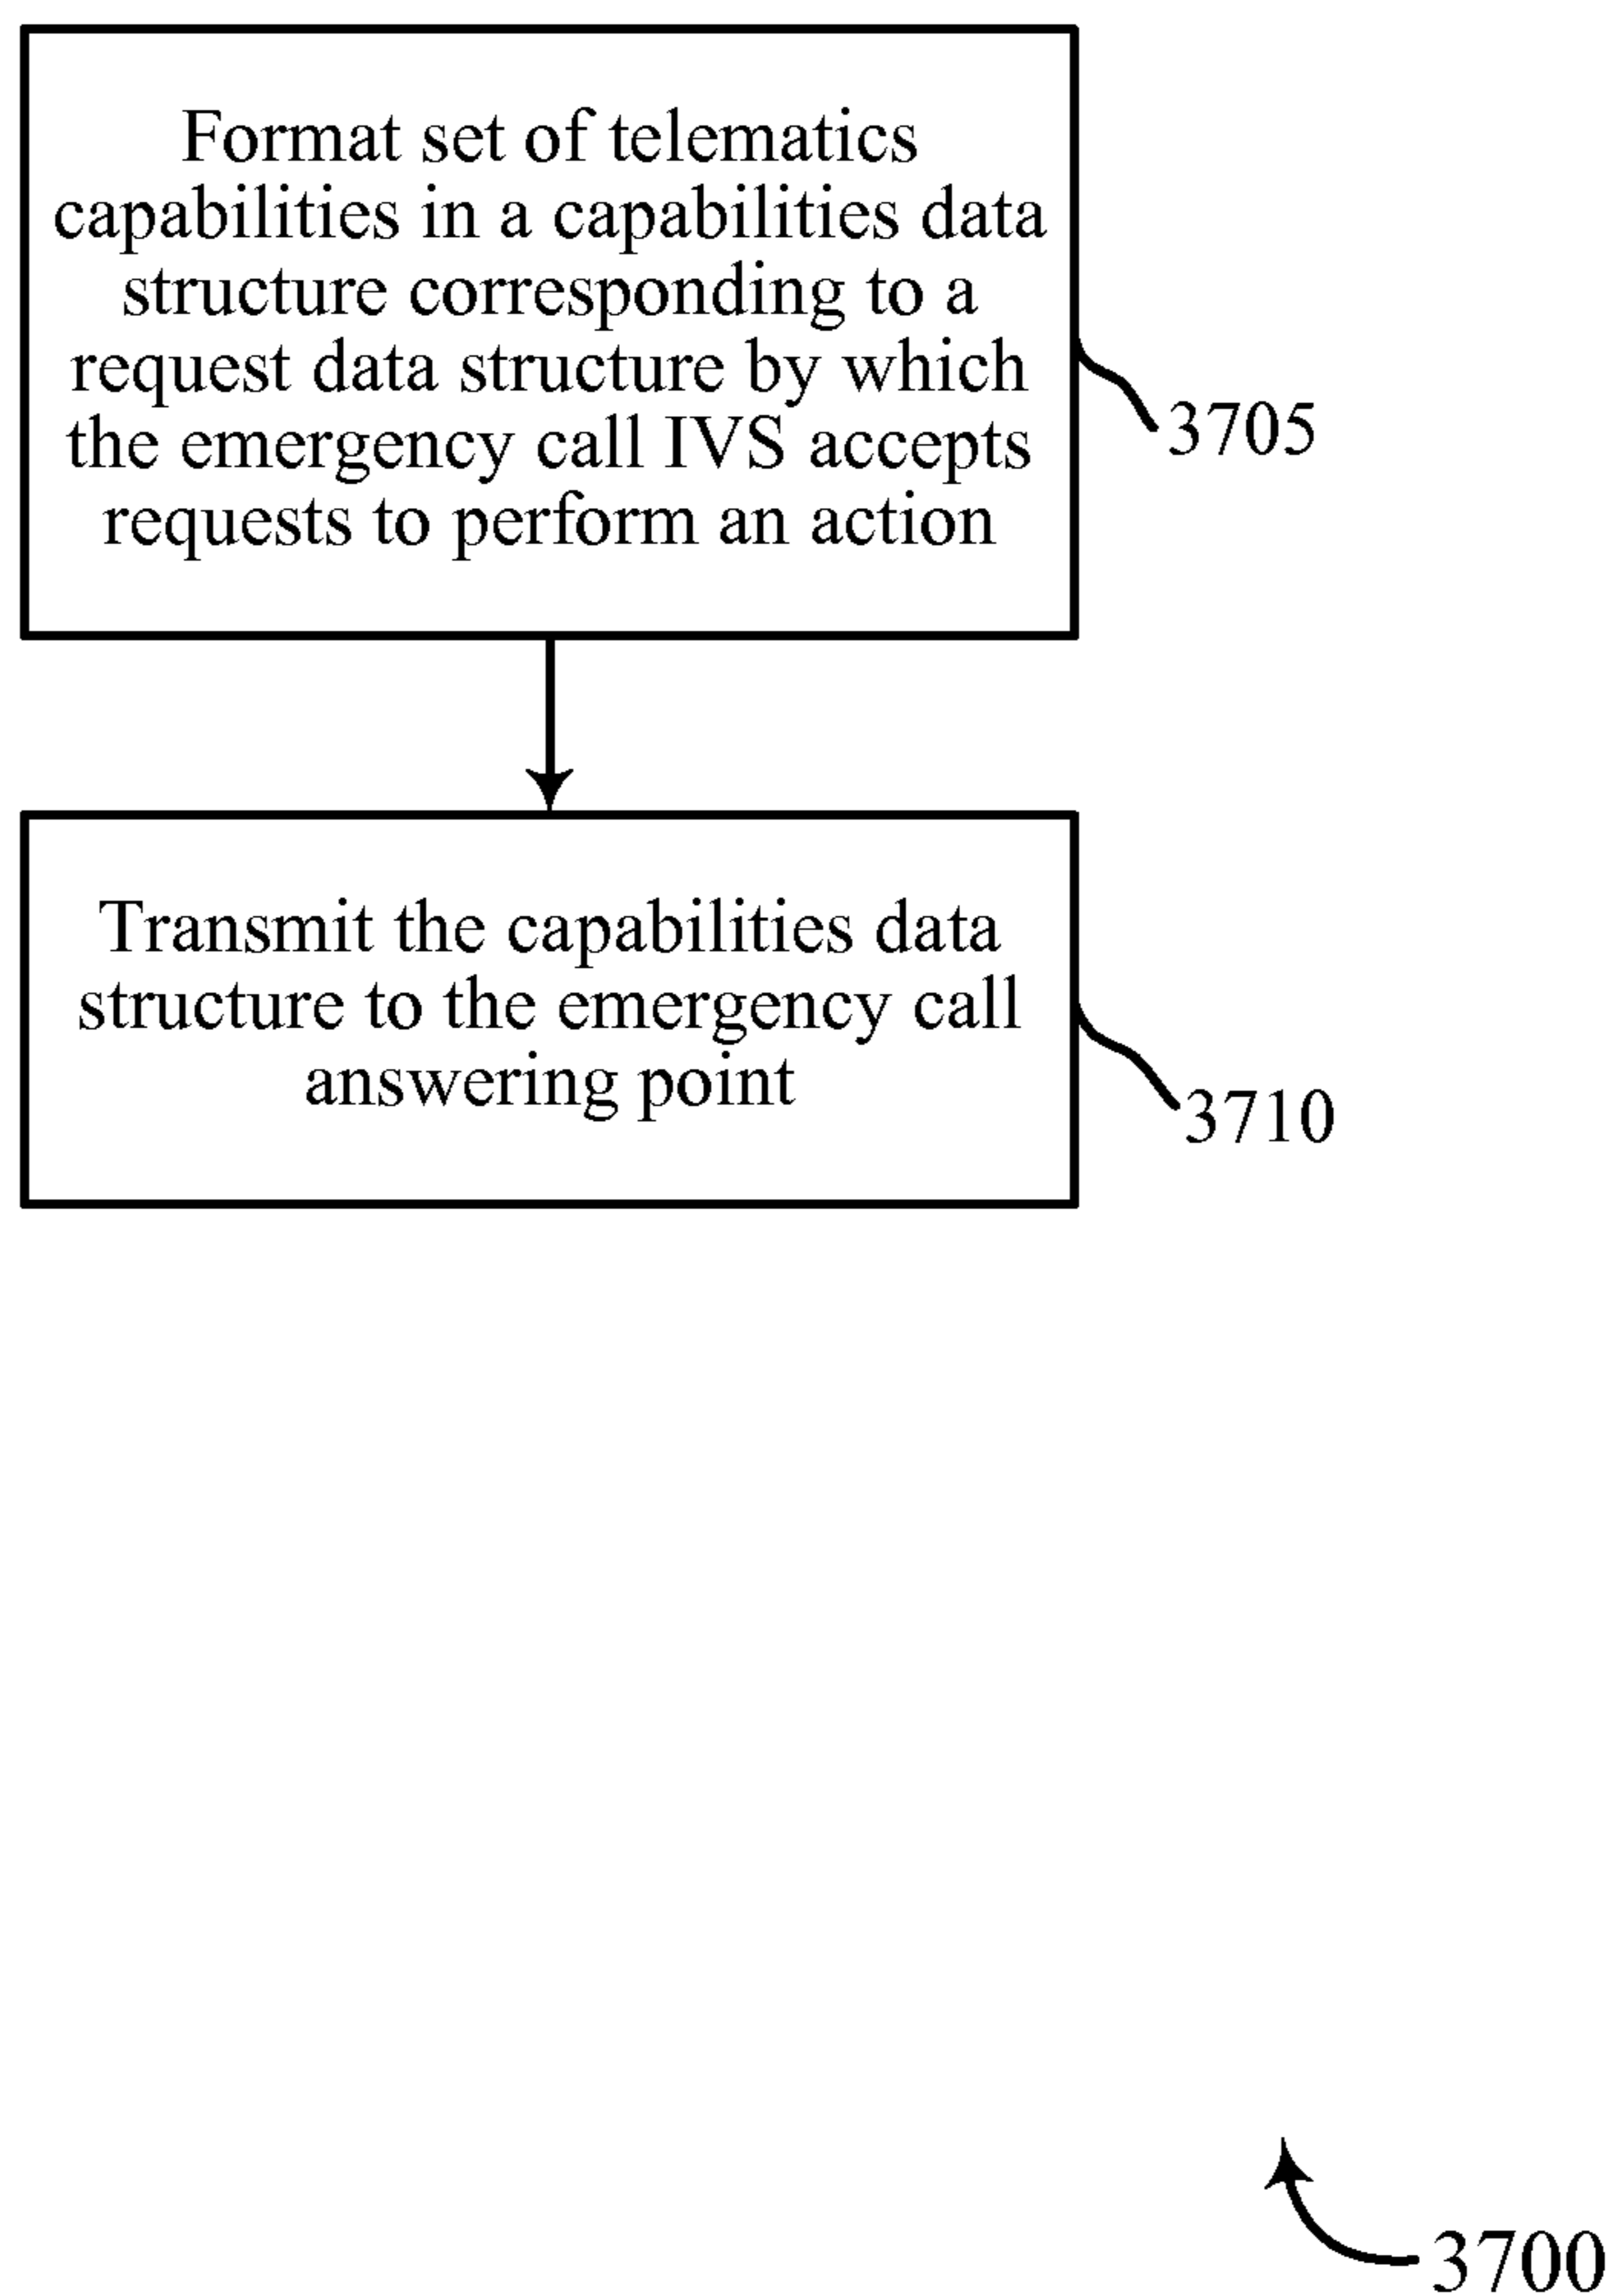 Format set of telematics
capabilities in a capabilities data
structure corresponding to a
request data structure by which
the emergency call IVS accepts
requests to perform an action
3705
Transmit the capabilities data
structure to the emergency call
answering point
3710
3700